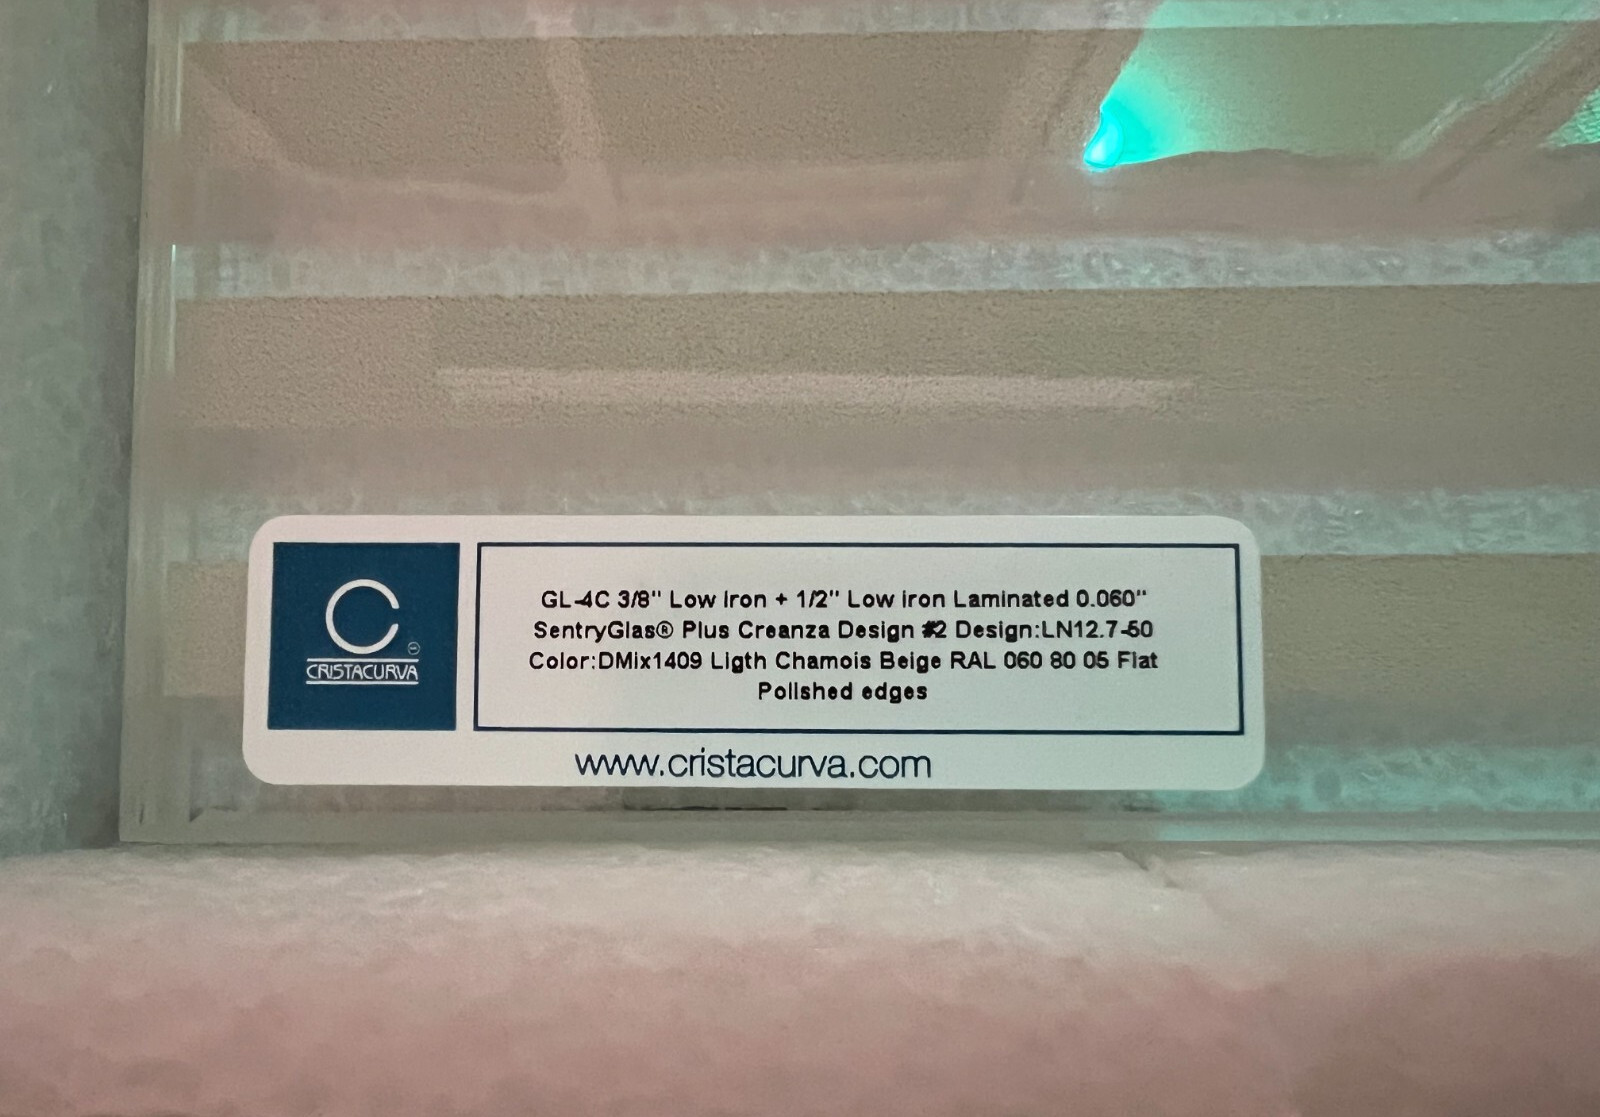 GL-4C 3/8" Low iron + 1/2" Low iron Laminated 0.060"
SentryGlas® Plus Creanza Design #2 Design:LN12.7-50
Color:DMix1409 Ligth Chamois Beige RAL 060 80 05 Flat
Polished edges
CRISTACURVA
www.cristacurva.com